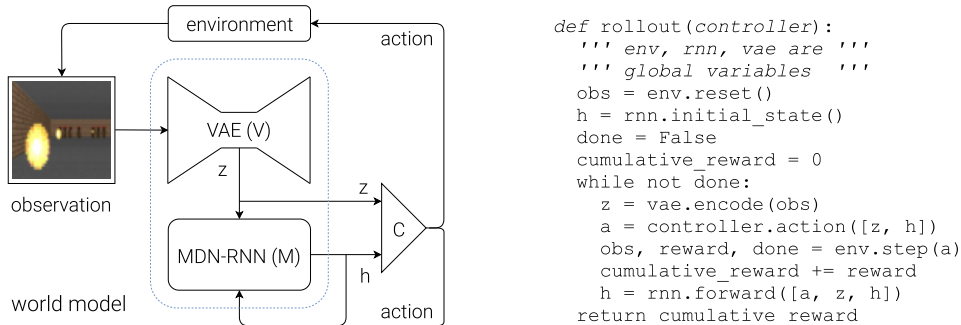 environment
action
VAE (V)
z
z
observation
C
MDN-RNN (M)
h
world model
action
def rollout(controller):
''' env, rnn, vae are '''
''' global variables '''
obs = env.reset()
h = rnn.initial_state()
done = False
cumulative_reward = 0
while not done:
z = vae.encode(obs)
a = controller.action([z, h])
obs, reward, done = env.step(a)
cumulative_reward += reward
h = rnn.forward([a, z, h])
return cumulative_reward